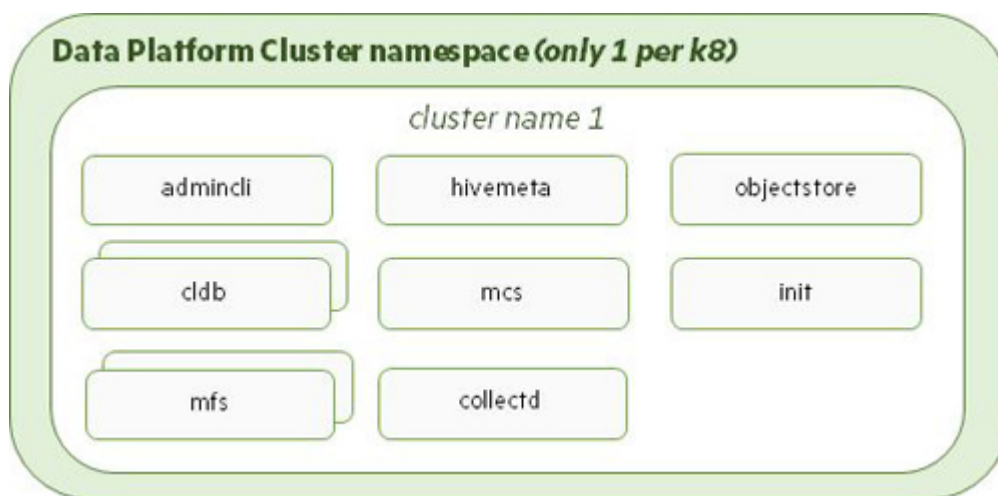 Data Platform Cluster namespace (only 1 per k8)
cluster name 1
admincli
hivemeta
objectstore
cldb
mcs
init
mfs
collectd